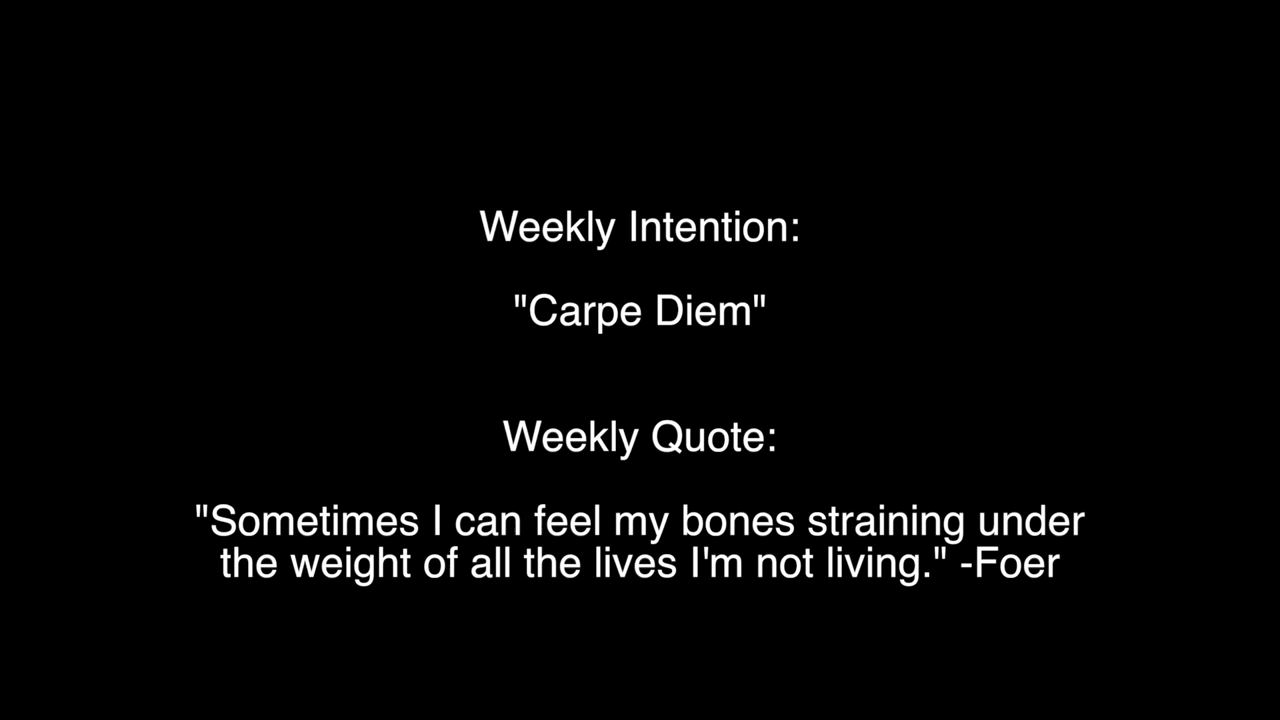 Weekly Intention:
"Carpe Diem"
Weekly Quote:
"Sometimes I can feel my bones straining under
the weight of all the lives I'm not living." -Foer